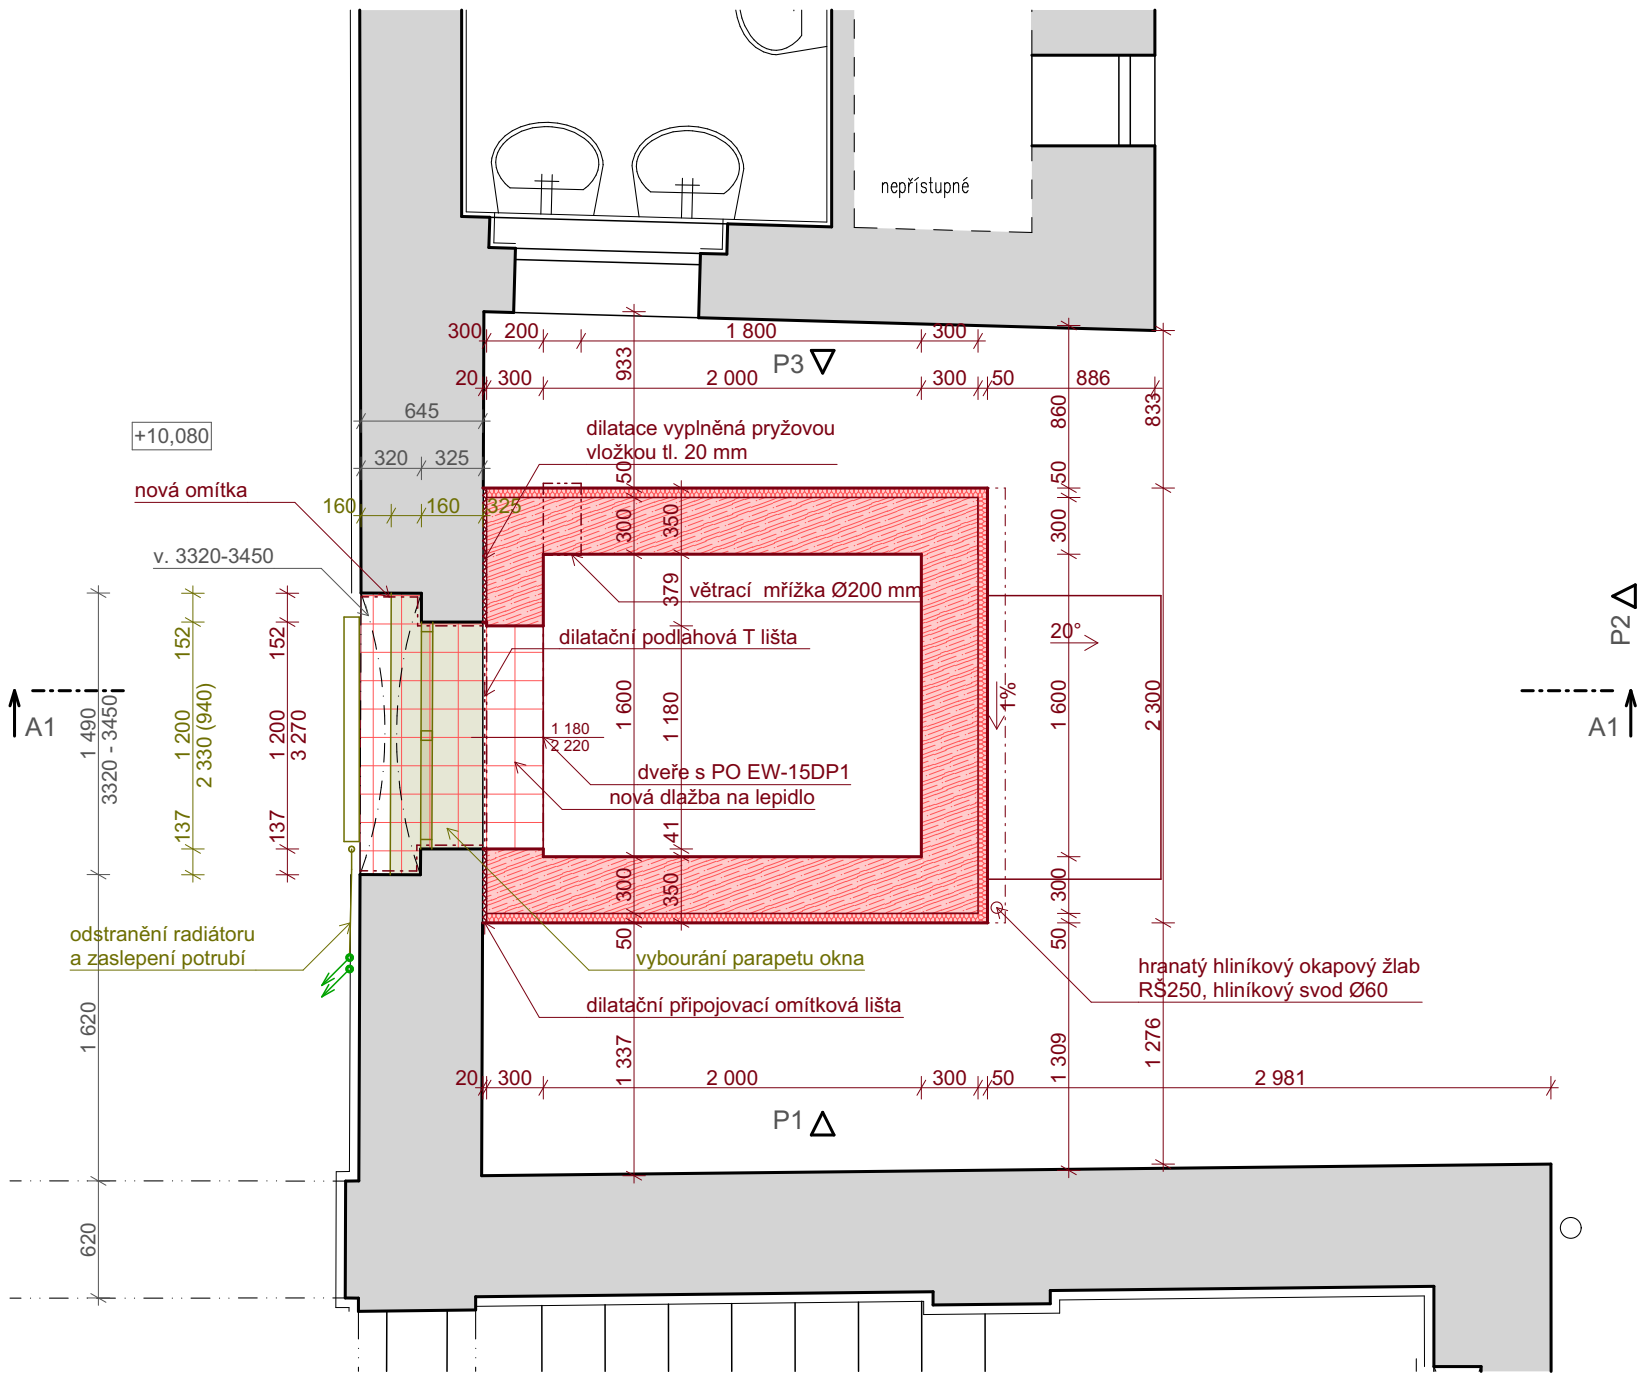 nepřístupné
300 200 1 800 300
933
P3
20 300 2 000 300 50 886
860
833
645
+10,080
320 325
dilatace vyplněná pryžovou
vložkou tl. 20 mm
50
50
nová omítka
160 160 325
300
350
300
v. 3320-3450
379
větrací mřížka Ø200 mm
152
152
dilatační podlahová T lišta
20°
P2
A1
1 490
3320 - 3450
1 200
2 330 (940)
1 200
3 270
1 600
1 180
1%
1 600
2 300
A1
1 180
2 220
dveře s PO EW-15DP1
nová dlažba na lepidlo
137
137
41
300
350
300
odstranění radiátoru
a zaslepení potrubí
50
50
vybourání parapetu okna
hranatý hliníkový okapový žlab
RŠ250, hliníkový svod Ø60
dilatační připojovací omítková lišta
1 620
1 337
1 309
1 276
20 300 2 000 300 50 2 981
P1
620